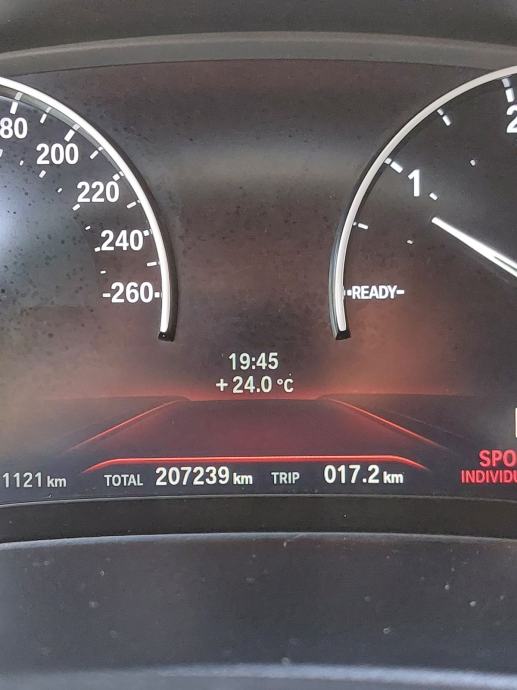 80
200
220
240
-260
2
1
READY
19:45
+ 24.0 °C
1121 km
TOTAL 207239 km TRIP 017.2 km
SPO
INDIVIDU